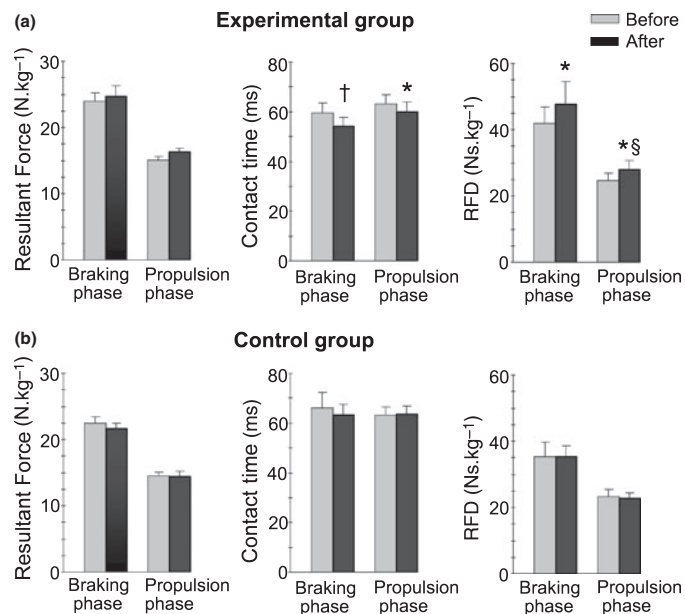 (a)
Experimental group
Before
After
Resultant Force (N.kg⁻¹)
30
25
15
10
0
Braking phase
Propulsion phase
Contact time (ms)
80
60
40
20
0
†
*
Braking phase
Propulsion phase
RFD (Ns.kg⁻¹)
60
40
20
0
*
*§
Braking phase
Propulsion phase
(b)
Control group
Resultant Force (N.kg⁻¹)
30
25
15
10
0
Braking phase
Propulsion phase
Contact time (ms)
80
60
40
20
0
Braking phase
Propulsion phase
RFD (Ns.kg⁻¹)
60
40
20
0
Braking phase
Propulsion phase